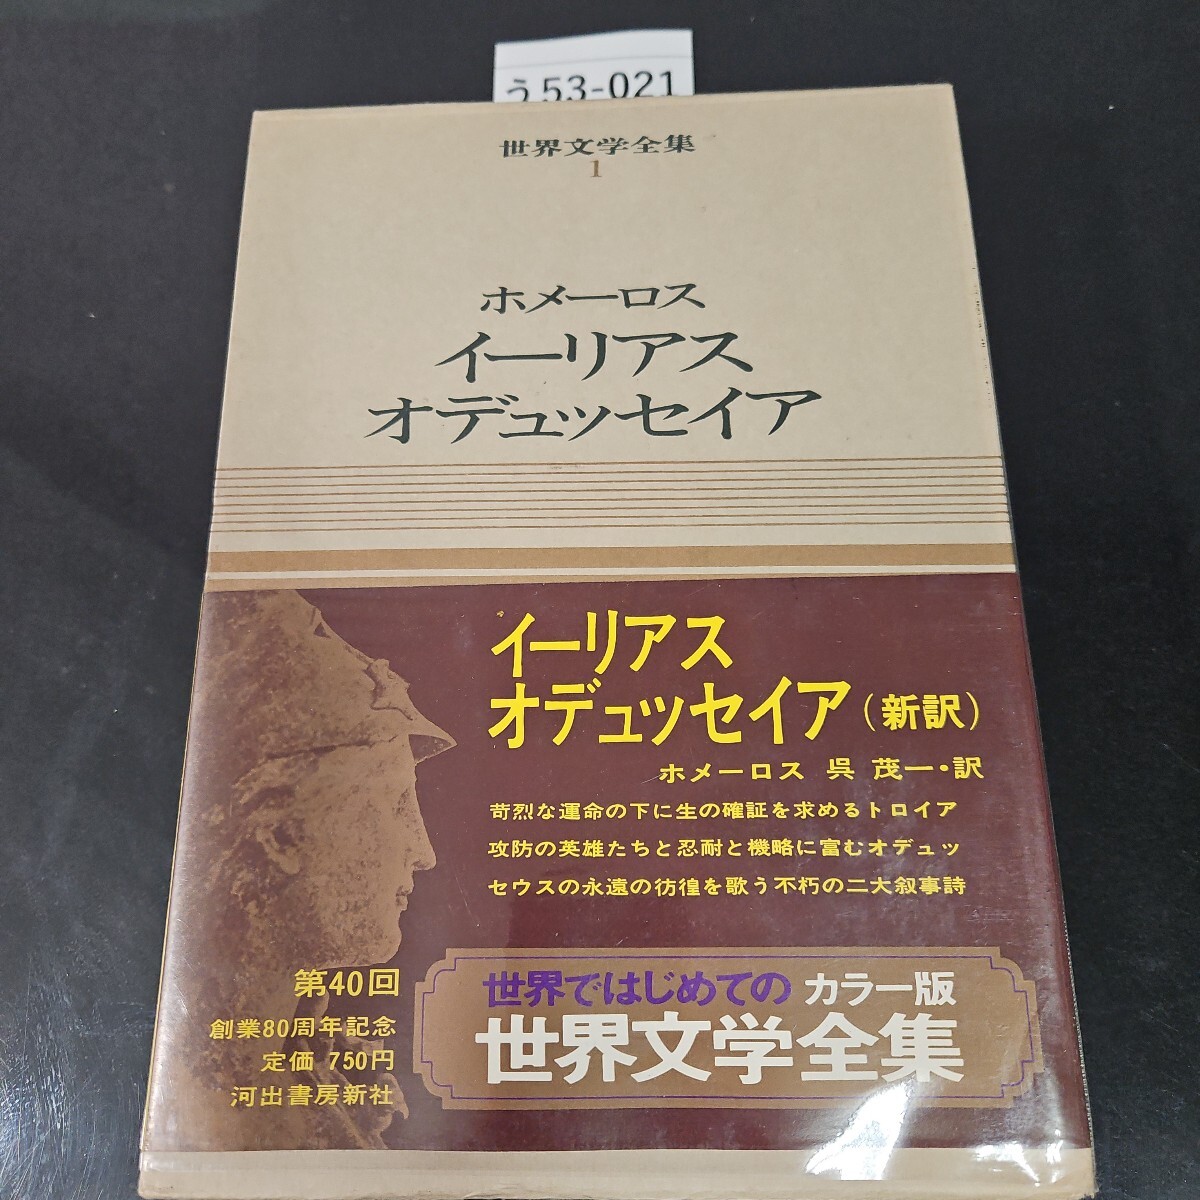 う53-021
世界文学全集
1
ホメーロス
イーリアス
オデュッセイア
イーリアス
オデュッセイア(新訳)
ホメーロス 呉 茂一・訳
苛烈な運命の下に生の確証を求めるトロイア
攻防の英雄たちと忍耐と機略に富むオデュッ
セウスの永遠の彷徨を歌う不朽の二大叙事詩
第40回
創業80周年記念
定価 750円
河出書房新社
世界ではじめての カラー版
世界文学全集